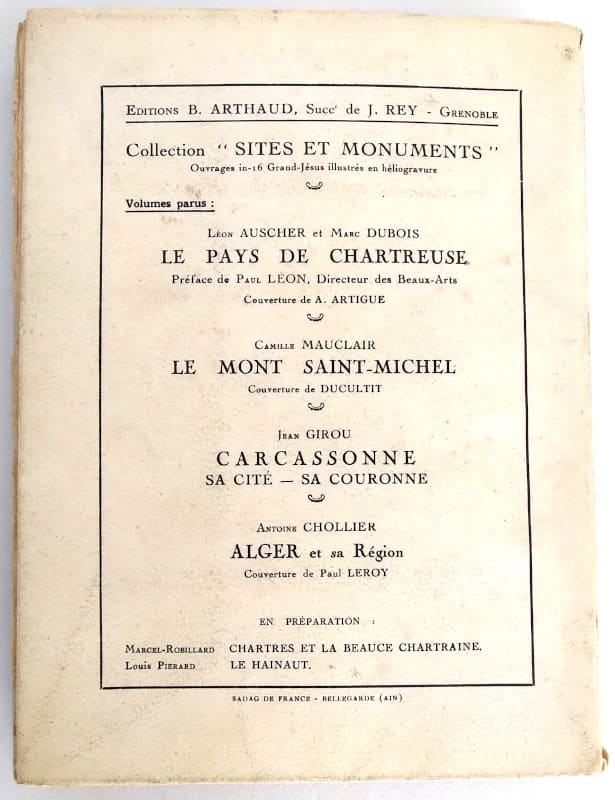 EDITIONS B. ARTHAUD, Succʳ de J. REY - GRENOBLE
Collection " SITES ET MONUMENTS "
Ouvrages in-16 Grand-Jésus illustrés en héliogravure
Volumes parus :
LÉON AUSCHER et MARC DUBOIS
LE PAYS DE CHARTREUSE
Préface de PAUL LÉON, Directeur des Beaux-Arts
Couverture de A. ARTIGUE
CAMILLE MAUCLAIR
LE MONT SAINT-MICHEL
Couverture de DUCULTIT
JEAN GIROU
CARCASSONNE
SA CITÉ — SA COURONNE
ANTOINE CHOLLIER
ALGER et sa Région
Couverture de Paul LEROY
EN PRÉPARATION :
MARCEL-ROBILLARD CHARTRES ET LA BEAUCE CHARTRAINE.
LOUIS PIERARD LE HAINAUT.
SADAG DE FRANCE - BELLEGARDE (AIN)